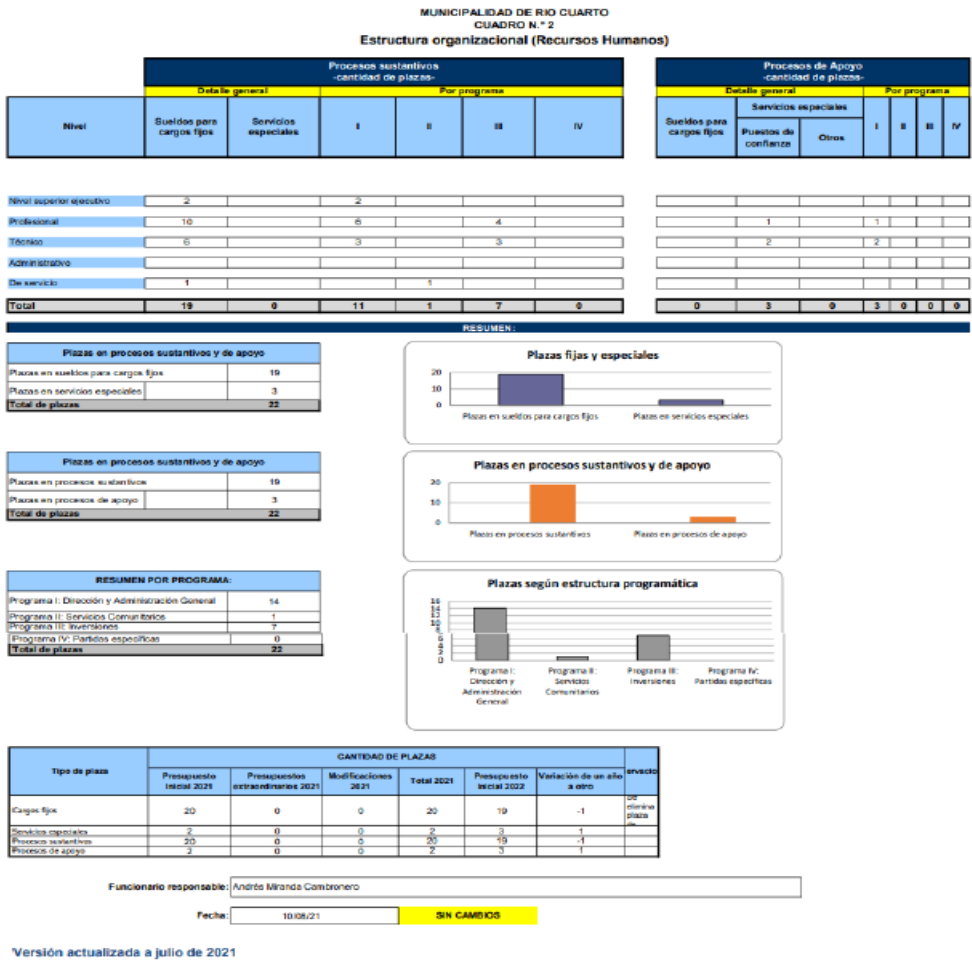 MUNICIPALIDAD DE RIO CUARTO
CUADRO N.° 2
Estructura organizacional (Recursos Humanos)
Procesos sustantivos -cantidad de plazas- Procesos de Apoyo -cantidad de plazas-
Detalle general Por programa Detalle general Por programa
Nivel Sueldos para cargos fijos Servicios especiales I II III IV Sueldos para cargos fijos Servicios especiales Puestos de confianza Otros I II III IV
Nivel superior ejecutivo 2 2
Profesional 10 6 4 1 1
Técnico 6 3 3 2 2
Administrativo
De servicio 1 1
Total 19 0 11 1 7 0 0 3 0 3 0 0 0
RESUMEN:
Plazas en procesos sustantivos y de apoyo
Plazas en sueldos para cargos fijos 19
Plazas en servicios especiales 3
Total de plazas 22
Plazas fijas y especiales
20
10
0
Plazas en sueldos para cargos fijos Plazas en servicios especiales
Plazas en procesos sustantivos y de apoyo
Plazas en procesos sustantivos 19
Plazas en procesos de apoyo 3
Total de plazas 22
Plazas en procesos sustantivos y de apoyo
20
10
0
Plazas en procesos sustantivos Plazas en procesos de apoyo
RESUMEN POR PROGRAMA:
Programa I: Dirección y Administración General 14
Programa II: Servicios Comunitarios 1
Programa III: Inversiones 7
Programa IV: Partidas específicas 0
Total de plazas 22
Plazas según estructura programática
16
14
12
10
6
4
2
0
Programa I: Programa II: Programa III: Programa IV:
Dirección y Servicios Inversiones Partidas específicas
Administración Comunitarios
General
CANTIDAD DE PLAZAS
Tipo de plaza Presupuesto inicial 2021 Presupuestos extraordinarios 2021 Modificaciones 2021 Total 2021 Presupuesto inicial 2022 Variación de un año a otro ervacio
Cargos fijos 20 0 0 20 19 -1 elimina plaza
Servicios especiales 2 0 0 2 3 1
Procesos sustantivos 20 0 0 20 19 -1
Procesos de apoyo 2 0 0 2 3 1
Funcionario responsable: Andrés Miranda Cambronero
Fecha: 10/08/21 SIN CAMBIOS
'Versión actualizada a julio de 2021